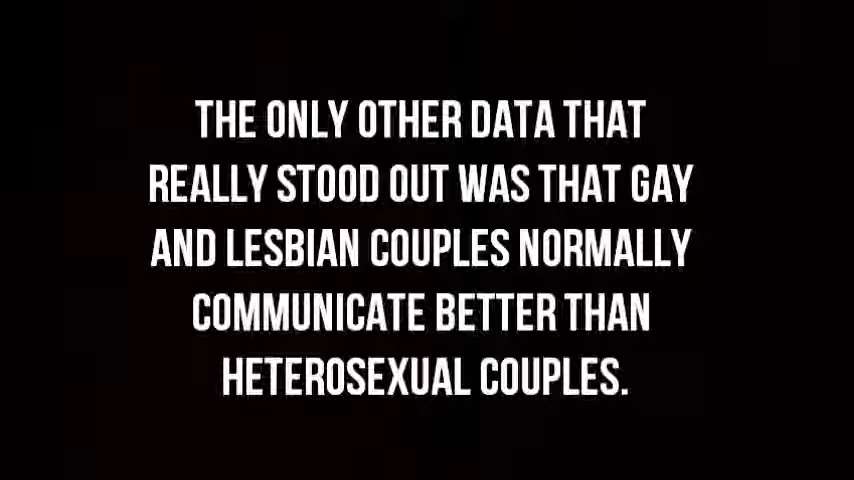 THE ONLY OTHER DATA THAT
REALLY STOOD OUT WAS THAT GAY
AND LESBIAN COUPLES NORMALLY
COMMUNICATE BETTER THAN
HETEROSEXUAL COUPLES.